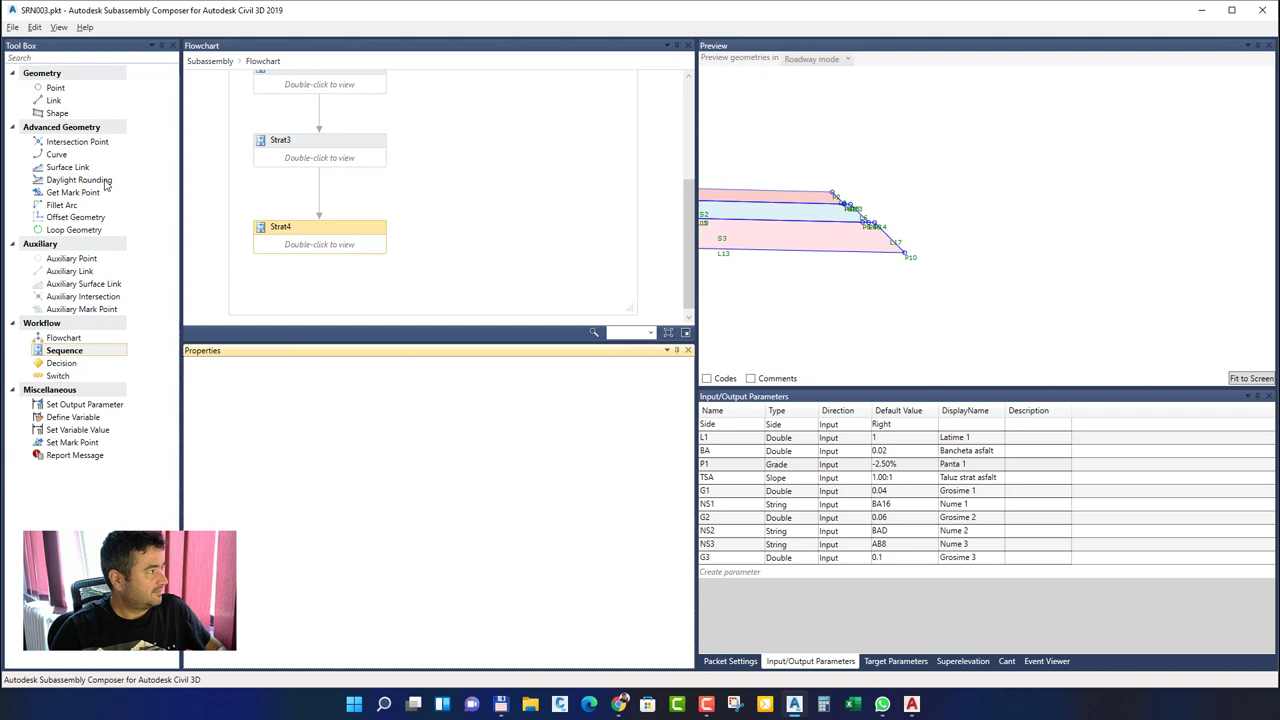 SRN003.pkt - Autodesk Subassembly Composer for Autodesk Civil 3D 2019
File Edit View Help
Tool Box
Search
Geometry
Point
Link
Shape
Advanced Geometry
Intersection Point
Curve
Surface Link
Daylight Rounding
Get Mark Point
Fillet Arc
Offset Geometry
Loop Geometry
Auxiliary
Auxiliary Point
Auxiliary Link
Auxiliary Surface Link
Auxiliary Intersection
Auxiliary Mark Point
Workflow
Flowchart
Sequence
Decision
Switch
Miscellaneous
Set Output Parameter
Define Variable
Set Variable Value
Set Mark Point
Report Message
Flowchart
Subassembly > Flowchart
Double-click to view
Strat3
Double-click to view
Strat4
Double-click to view
Properties
Preview
Preview geometries in Roadway mode
P2
S2
S3
L13
L17
P10
Codes Comments Fit to Screen
Input/Output Parameters
Name Type Direction Default Value DisplayName Description
Side Side Input Right
L1 Double Input 1 Latime 1
BA Double Input 0.02 Bancheta asfalt
P1 Grade Input -2.50% Panta 1
TSA Slope Input 1.00:1 Taluz strat asfalt
G1 Double Input 0.04 Grosime 1
NS1 String Input BA16 Nume 1
G2 Double Input 0.06 Grosime 2
NS2 String Input BAD Nume 2
NS3 String Input AB8 Nume 3
G3 Double Input 0.1 Grosime 3
Create parameter
Packet Settings Input/Output Parameters Target Parameters Superelevation Cant Event Viewer
Autodesk Subassembly Composer for Autodesk Civil 3D